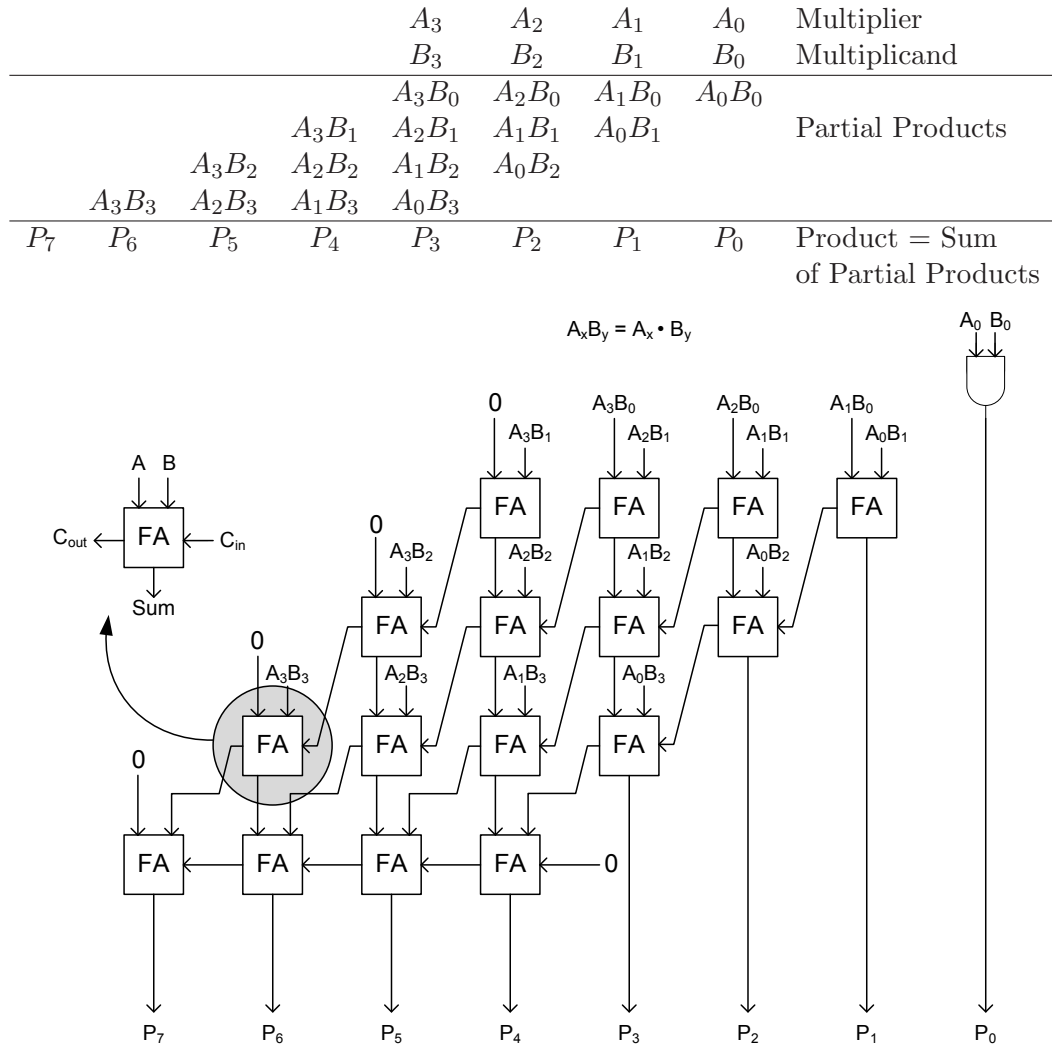 A₃ A₂ A₁ A₀ Multiplier
B₃ B₂ B₁ B₀ Multiplicand
A₃B₀ A₂B₀ A₁B₀ A₀B₀
A₃B₁ A₂B₁ A₁B₁ A₀B₁ Partial Products
A₃B₂ A₂B₂ A₁B₂ A₀B₂
A₃B₃ A₂B₃ A₁B₃ A₀B₃
P₇ P₆ P₅ P₄ P₃ P₂ P₁ P₀ Product = Sum
of Partial Products
AₓBᵧ = Aₓ • Bᵧ
A₀ B₀
0 A₃B₀ A₂B₀ A₁B₀
A₃B₁ A₂B₁ A₁B₁ A₀B₁
A B
FA FA FA FA
0
Cout FA Cin
A₃B₂ A₂B₂ A₁B₂ A₀B₂
Sum
FA FA FA FA
0
A₃B₃ A₂B₃ A₁B₃ A₀B₃
FA FA FA FA
0
FA FA FA FA 0
P₇ P₆ P₅ P₄ P₃ P₂ P₁ P₀